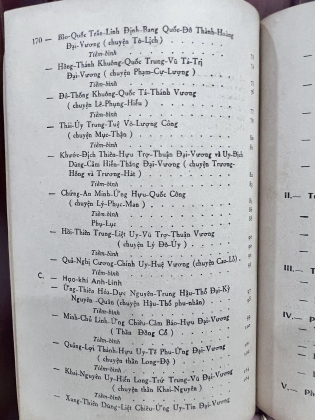 170 — Bảo-Quốc Trấn-Linh Định-Bang Quốc-Đô Thành-Hoàng
Đại-Vương ( chuyện Tô-Lịch )
Tiếm-bình
— Hồng-Thánh Khuông-Quốc Trung-Vũ Tá-Trị
Đại-Vương ( chuyện Phạm-Cự-Lượng )
Tiếm-bình
— Đô-Thống Khuông-Quốc Tá-Thánh Vương
( chuyện Lê-Phụng-Hiểu )
Tiếm-bình
— Thái-Úy Trung-Tuệ Võ-Lượng Công
( chuyện Mục-Thận )
Tiếm-bình
— Khước-Địch Thiện-Hựu Trợ-Thuận Đại-Vương và Uy-Địch
Dũng-Cảm Hiển-Thắng Đại-Vương ( chuyện Trương-
Hống và Trương-Hát )
Tiếm-bình
— Chứng-An Minh-Ứng Hựu-Quốc Công
( chuyện Lý-Phục-Man )
Tiếm-bình
Phụ-Lục
— Hồi-Thiên Trung-Liệt Uy-Vũ Trợ-Thuận Vương
( chuyện Lý Đô-Úy )
Tiếm-bình
— Quả-Nghị Cương-Chính Uy-Huệ Vương (chuyện Cao-Lỗ)
Tiếm-bình
C. — Hạo-khí Anh-Linh
— Ứng-Thiên Hóa-Dục Nguyên-Trung Hậu-Thổ Địa-Kỳ
Nguyên-Quân (chuyện Hậu-Thổ phu-nhân)
Tiếm-bình
— Minh-Chủ Linh-Ứng Chiêu-Cảm Bảo-Hựu Đại-Vương
( Thần Đồng Cổ )
Tiếm-bình
— Quảng-Lợi Thánh-Hựu Uy-Tế Phu-Ứng Đại-Vương
( chuyện thần Long-Độ )
Tiếm-bình
— Khai-Nguyên Uy-Hiển Long-Trứ Trung-Vũ Đại-Vương
( chuyện thần Khai-Nguyên )
Tiếm-bình
— Xung-Thiên Dũng-Liệt Chiêu-Ứng Uy-Tín Đại-Vương
II. — T
III. — T
IV. — P
V. — P